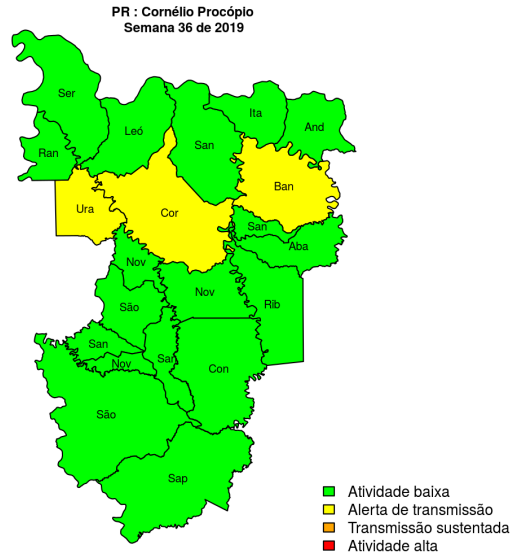 PR : Cornélio Procópio
Semana 36 de 2019
Ser
Leó
Ita
And
Ran
San
Ban
Ura
Cor
San
Aba
Nov
Nov
São
Rib
San
San
Nov
Con
São
Sap
Atividade baixa
Alerta de transmissão
Transmissão sustentada
Atividade alta